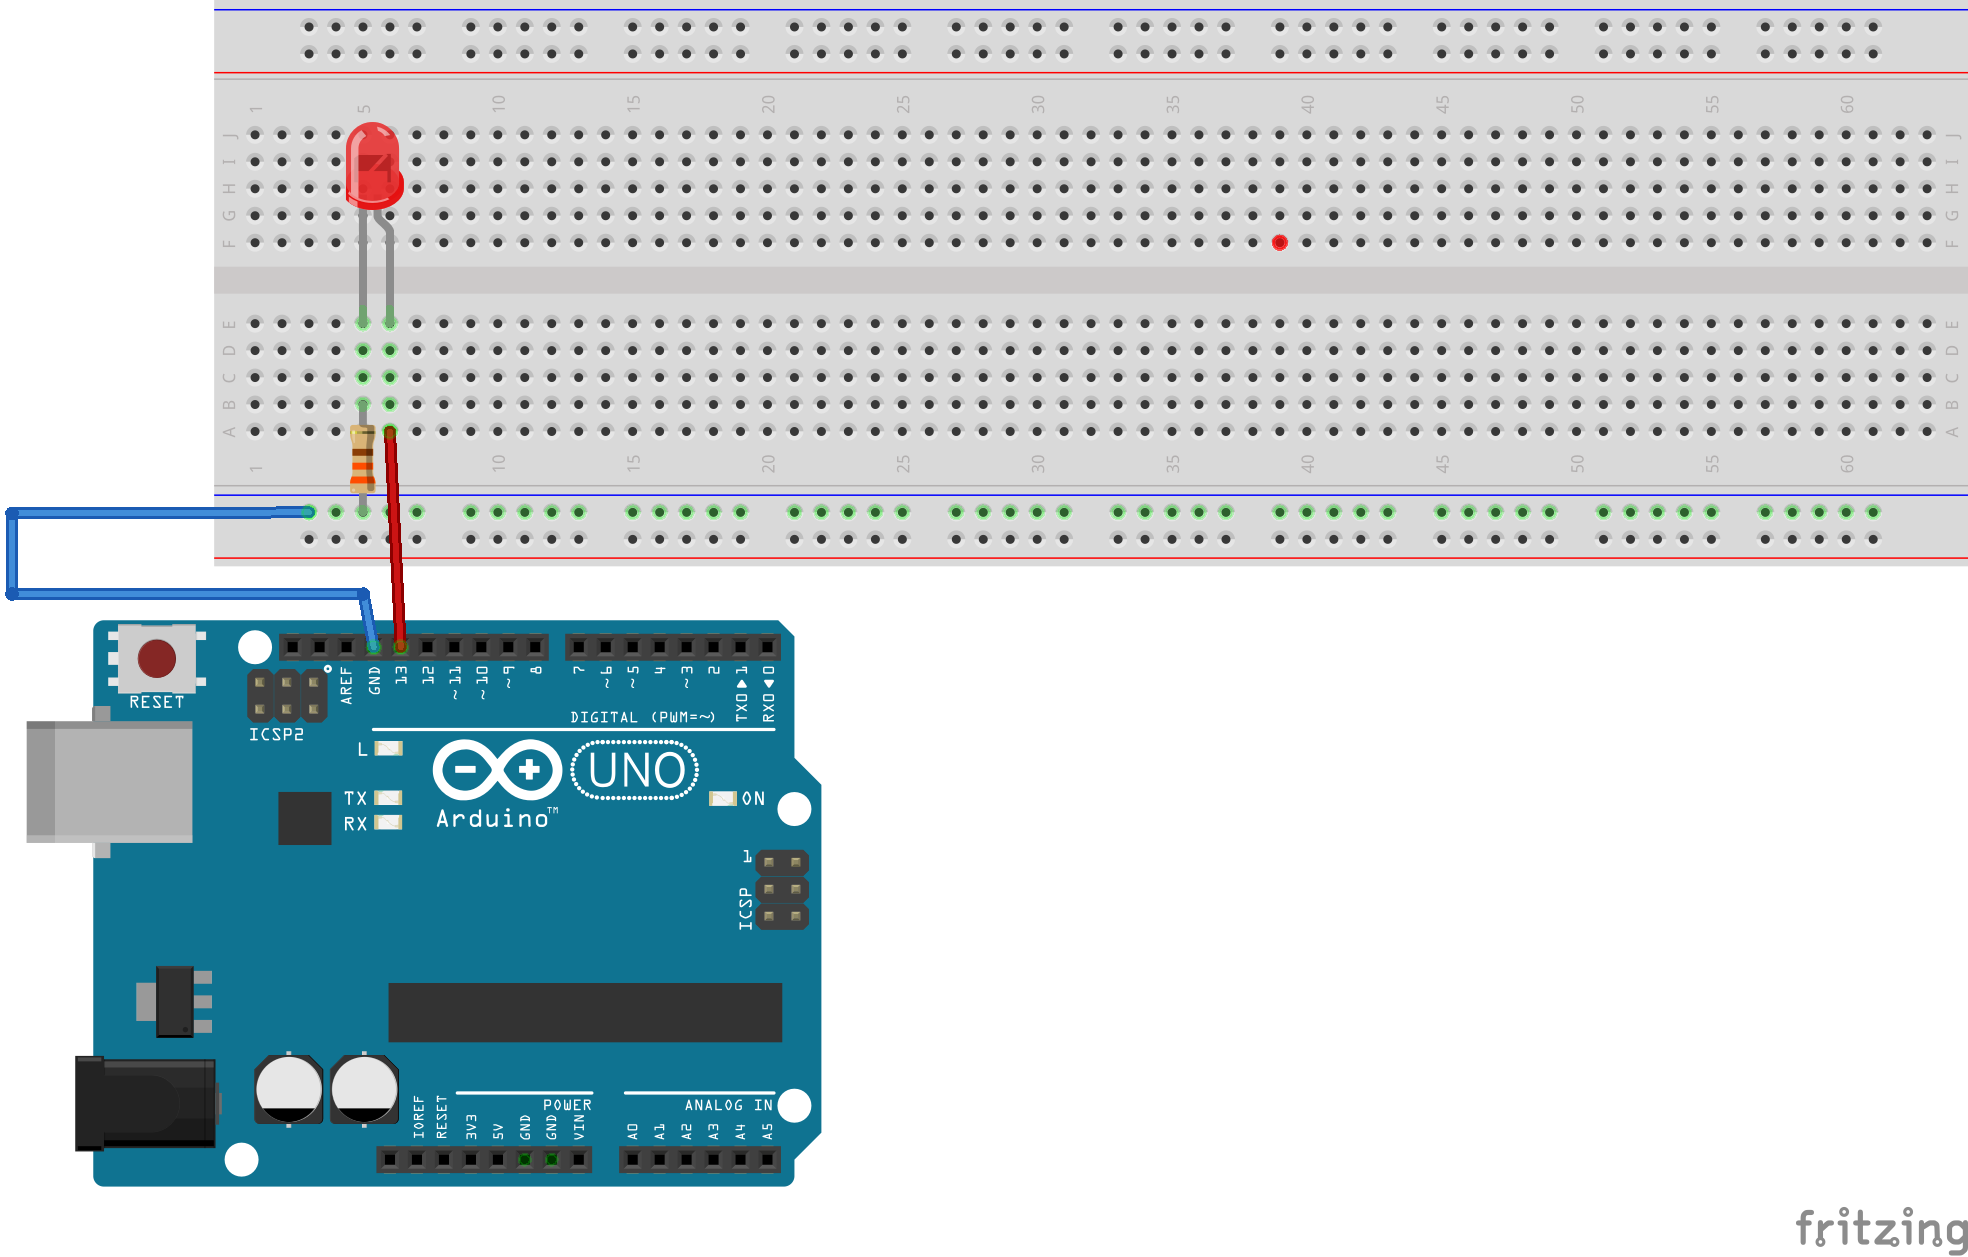 1 5 10 15 20 25 30 35 40 45 50 55 60
J J
I I
H H
G G
F F
E E
D D
C C
B B
A A
1 10 15 20 25 30 35 40 45 50 55 60
RESET
ICSP2
AREF
GND
13
12
~11
~10
~9
8
7
~6
~5
4
~3
2
TX0▶1
RX0◀0
DIGITAL (PWM=~)
L
TX
RX
UNO
Arduino™
ON
1
ICSP
IOREF
RESET
3V3
5V
GND
GND
VIN
POWER
ANALOG IN
A0
A1
A2
A3
A4
A5
fritzing